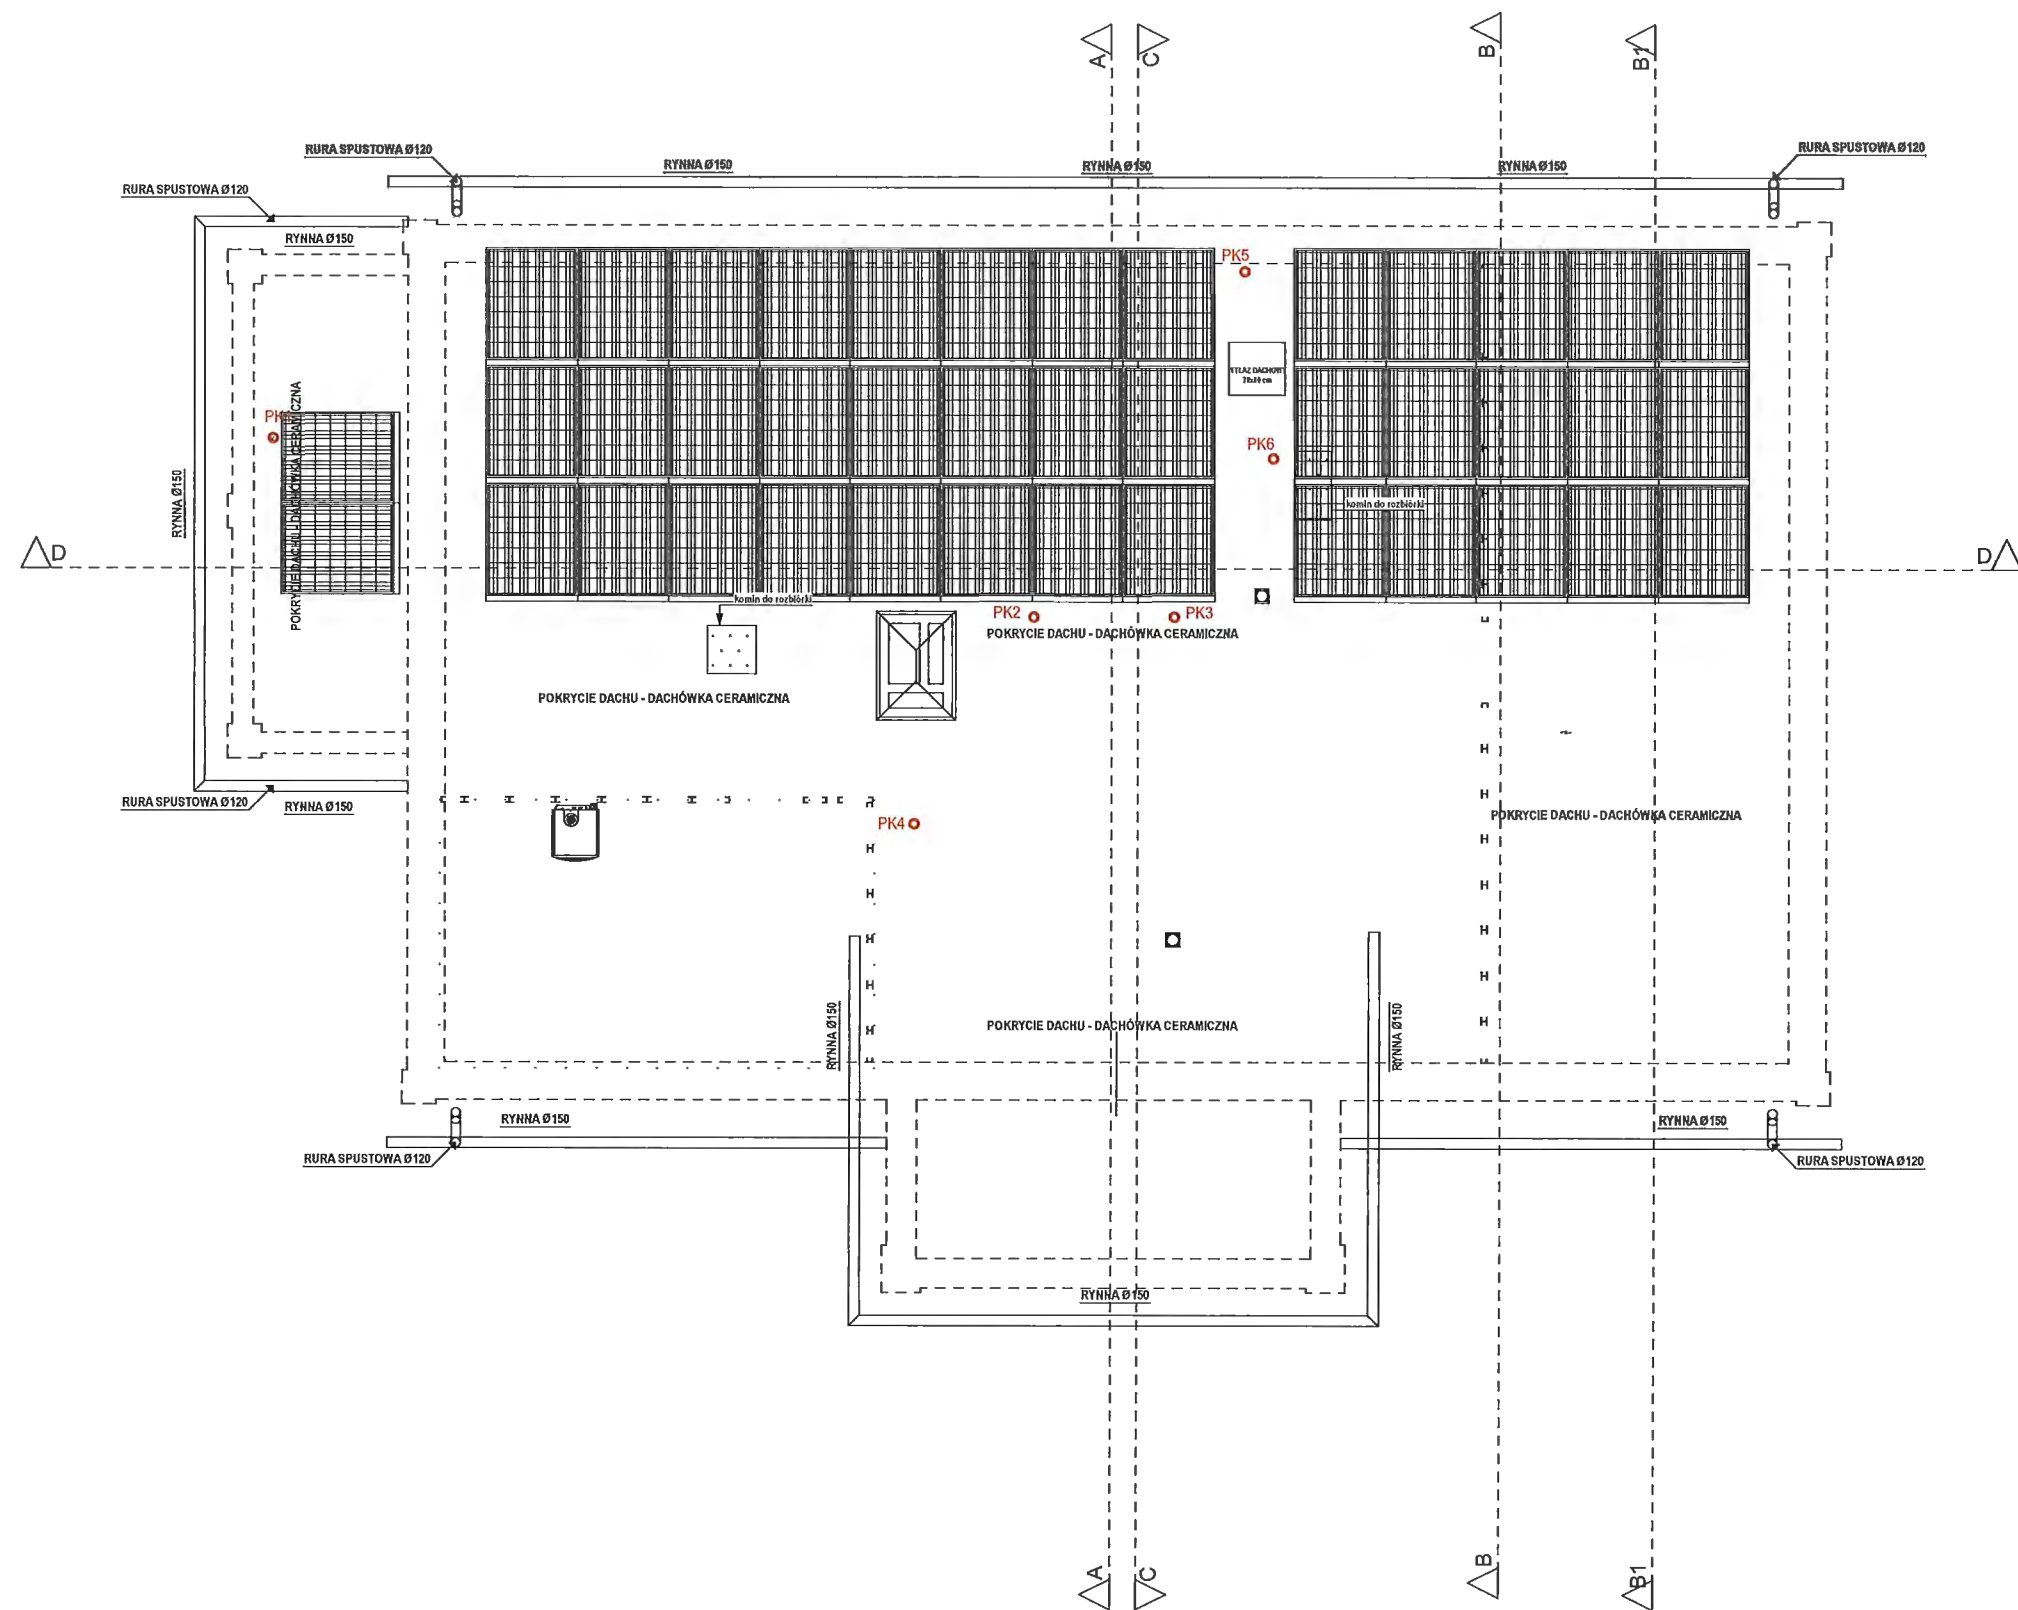 A
C
B
B1
RURA SPUSTOWA Ø120
RYNNA Ø150
RYNNA Ø150
RYNNA Ø150
RURA SPUSTOWA Ø120
RURA SPUSTOWA Ø120
RYNNA Ø150
PK5
WYŁAZ DACHOWY
PK6
komin do rozbiórki
POKRYCIE DACHU - DACHÓWKA CERAMICZNA
RYNNA Ø150
D
D
komin do rozbiórki
PK2
PK3
POKRYCIE DACHU - DACHÓWKA CERAMICZNA
POKRYCIE DACHU - DACHÓWKA CERAMICZNA
RURA SPUSTOWA Ø120
RYNNA Ø150
PK4
POKRYCIE DACHU - DACHÓWKA CERAMICZNA
RYNNA Ø150
POKRYCIE DACHU - DACHÓWKA CERAMICZNA
RYNNA Ø150
RYNNA Ø150
RYNNA Ø150
RURA SPUSTOWA Ø120
RURA SPUSTOWA Ø120
RYNNA Ø150
A
C
B
B1